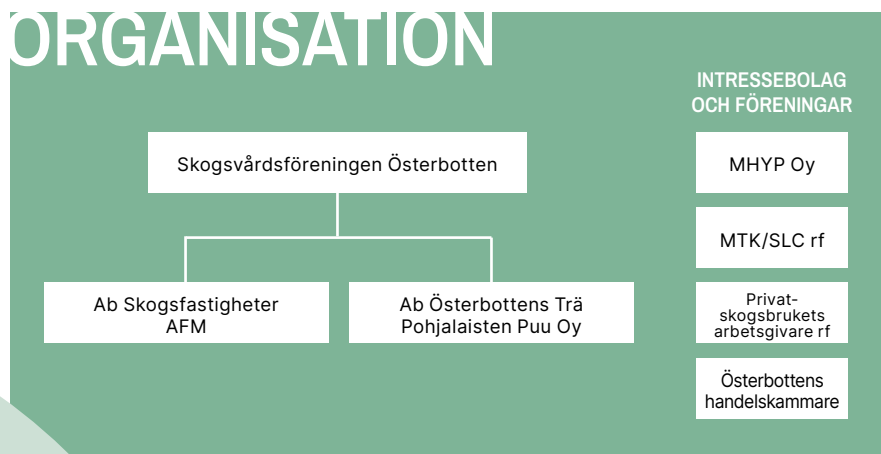 ORGANISATION
INTRESSEBOLAG
OCH FÖRENINGAR
Skogsvårdsföreningen Österbotten
Ab Skogsfastigheter
AFM
Ab Österbottens Trä
Pohjalaisten Puu Oy
MHYP Oy
MTK/SLC rf
Privat-
skogsbrukets
arbetsgivare rf
Österbottens
handelskammare